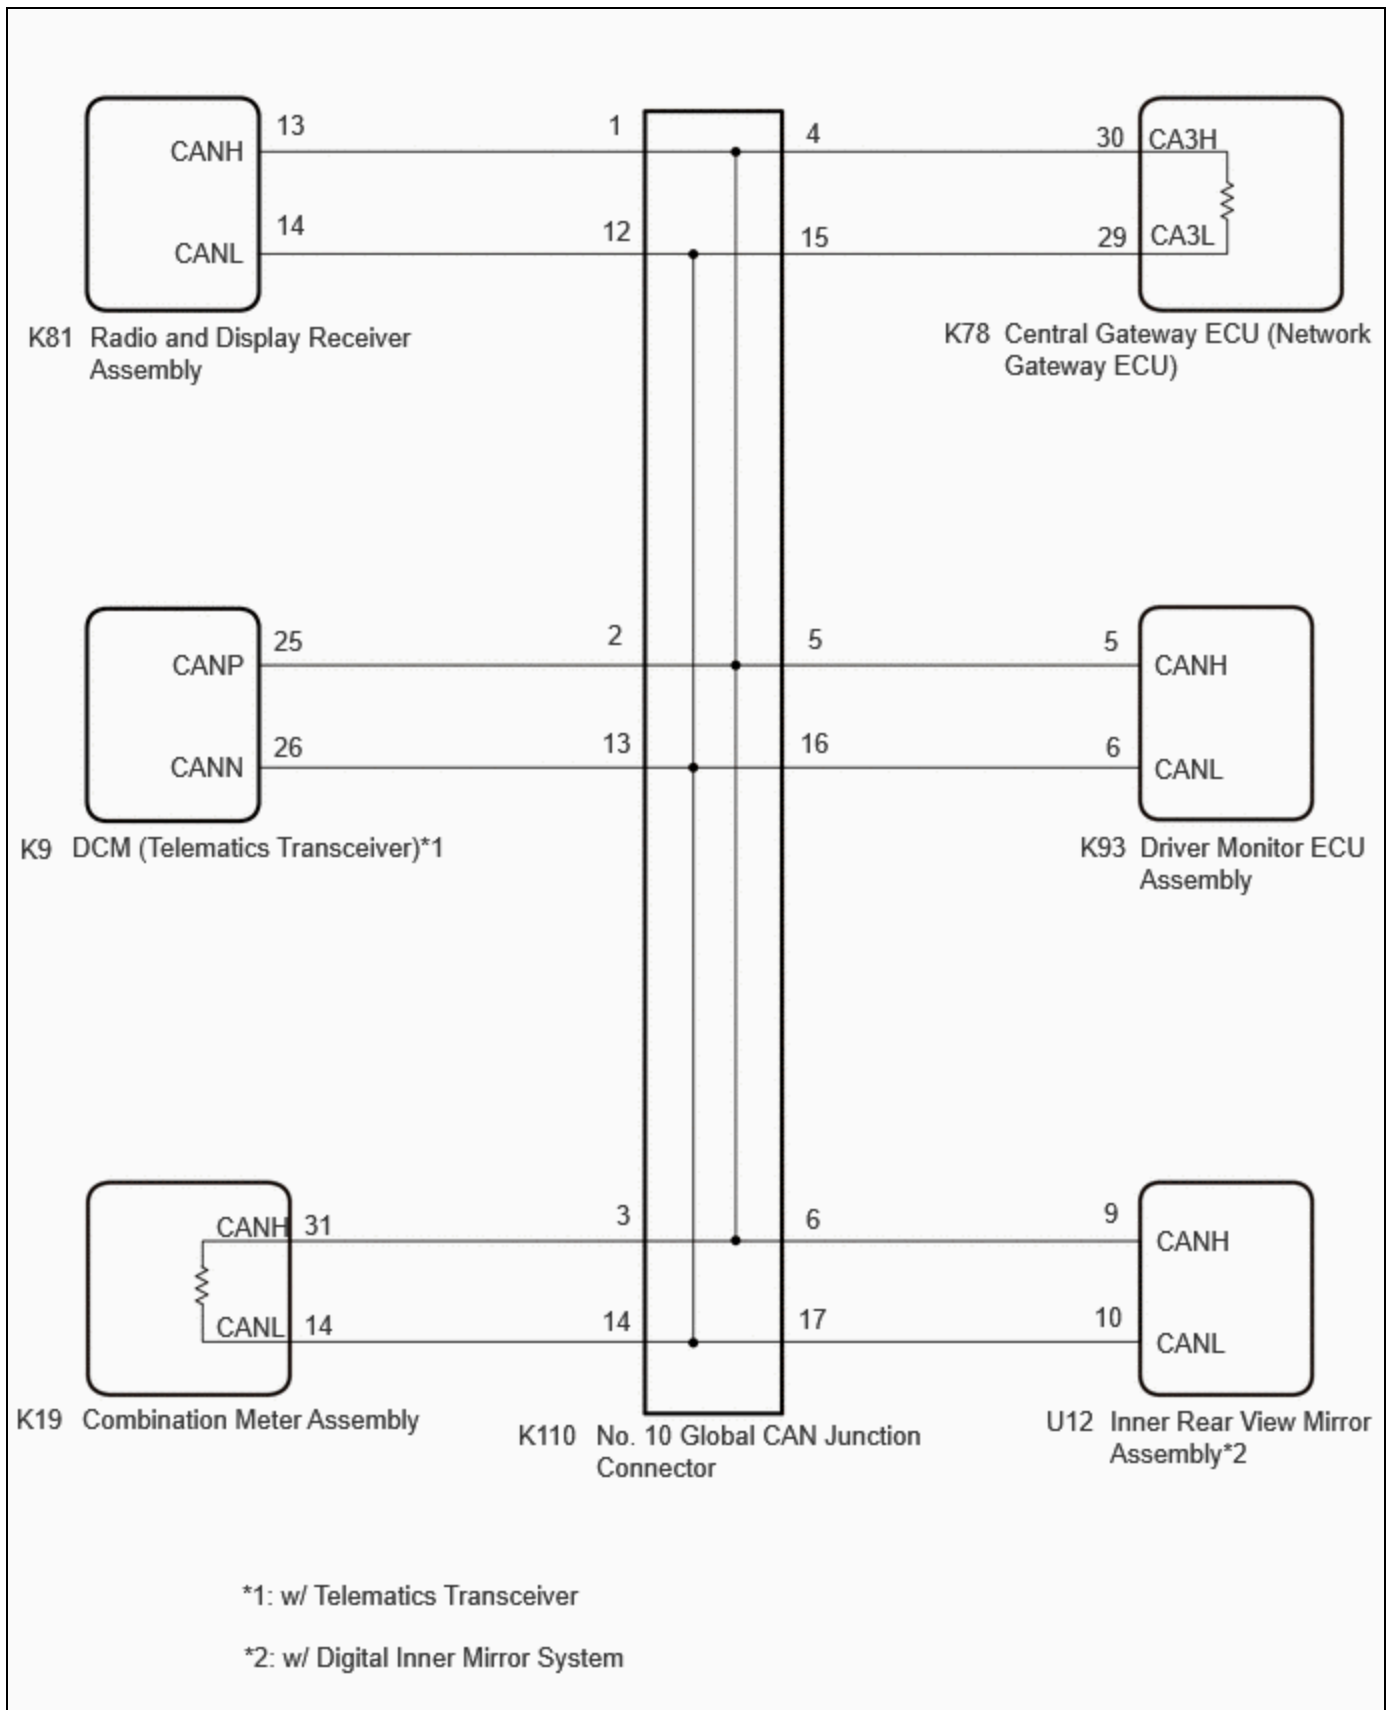 13 1 4 30 CA3H
CANH
14 12 15 29 CA3L
CANL
K81 Radio and Display Receiver
Assembly
K78 Central Gateway ECU (Network
Gateway ECU)
25 2 5 5
CANP CANH
26 13 16 6
CANN CANL
K9 DCM (Telematics Transceiver)*1
K93 Driver Monitor ECU
Assembly
CANH 31 3 6 9
CANH
CANL 14 14 17 10
CANL
K19 Combination Meter Assembly
K110 No. 10 Global CAN Junction
Connector
U12 Inner Rear View Mirror
Assembly*2
*1: w/ Telematics Transceiver
*2: w/ Digital Inner Mirror System